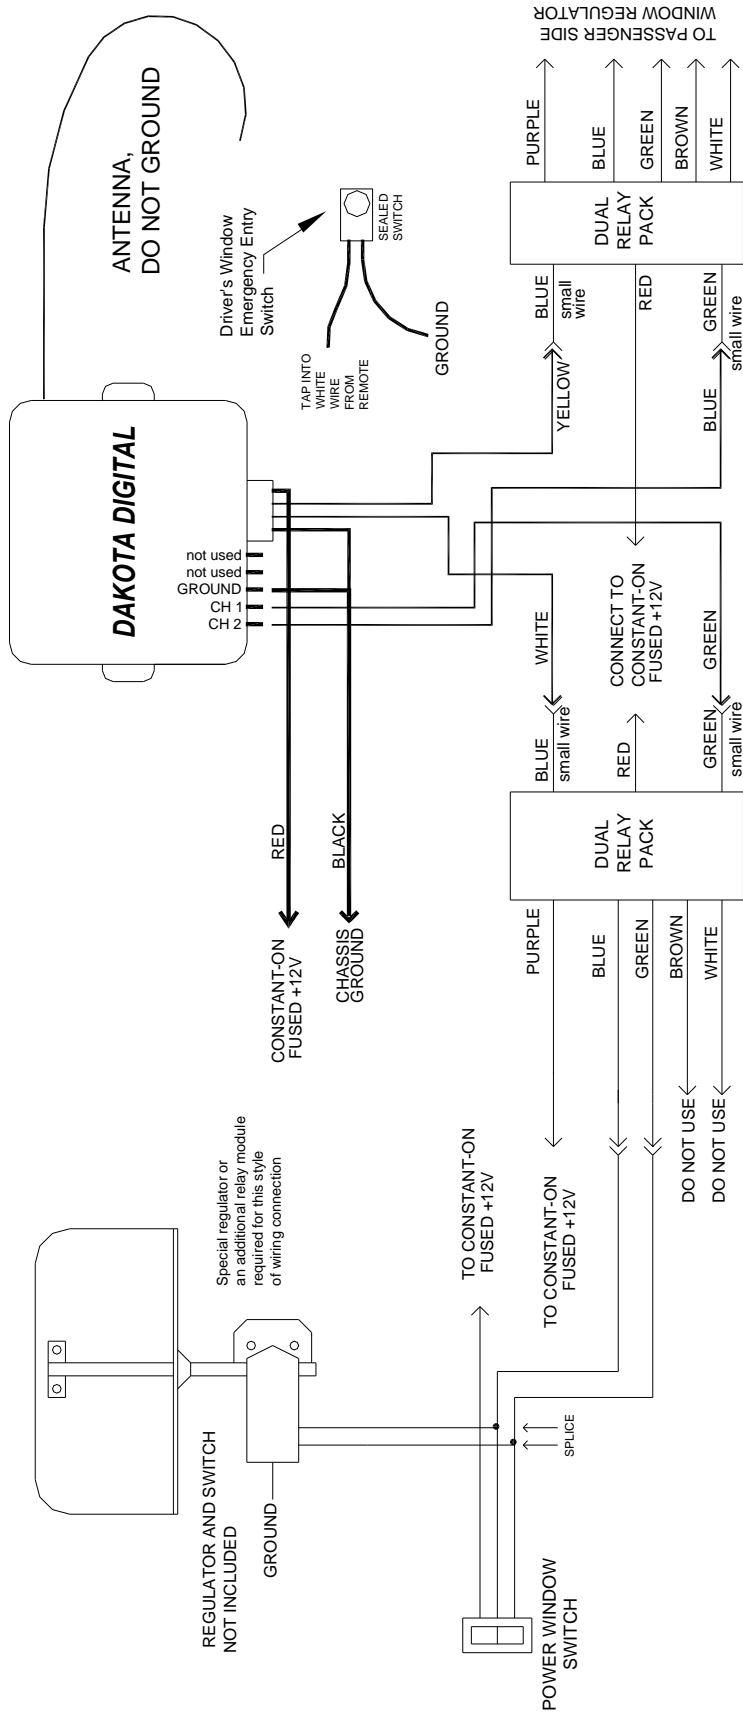 ANTENNA,
DO NOT GROUND
DAKOTA DIGITAL
not used
not used
GROUND
CH 1
CH 2
Driver's Window
Emergency Entry
Switch
SEALED
SWITCH
TAP INTO
WHITE
WIRE
FROM
REMOTE
GROUND
RED
BLACK
CONSTANT-ON
FUSED +12V
CHASSIS
GROUND
Special regulator or
an additional relay module
required for this style
of wiring connection
REGULATOR AND SWITCH
NOT INCLUDED
GROUND
POWER WINDOW
SWITCH
SPLICE
TO CONSTANT-ON
FUSED +12V
TO CONSTANT-ON
FUSED +12V
DO NOT USE
DO NOT USE
PURPLE
BLUE
GREEN
BROWN
WHITE
DUAL
RELAY
PACK
BLUE
small wire
RED
GREEN
small wire
WHITE
CONNECT TO
CONSTANT-ON
FUSED +12V
GREEN
YELLOW
BLUE
BLUE
small
wire
RED
GREEN
small wire
DUAL
RELAY
PACK
PURPLE
BLUE
GREEN
BROWN
WHITE
TO PASSENGER SIDE
WINDOW REGULATOR